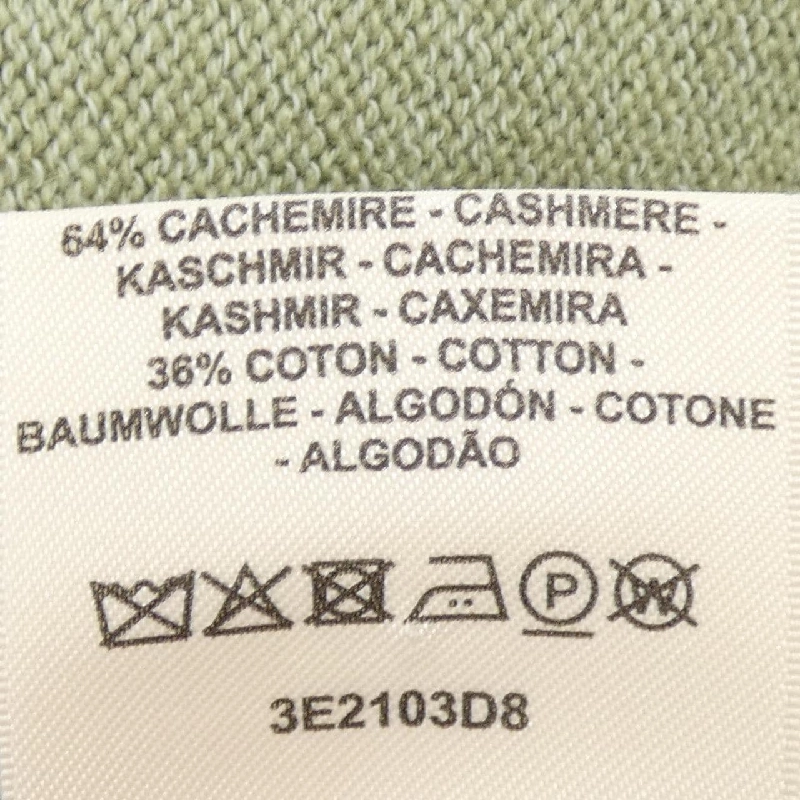 64% CACHEMIRE - CASHMERE -
KASCHMIR - CACHEMIRA -
KASHMIR - CAXEMIRA
36% COTON - COTTON -
BAUMWOLLE - ALGODÓN - COTONE
- ALGODÃO
P W
3E2103D8